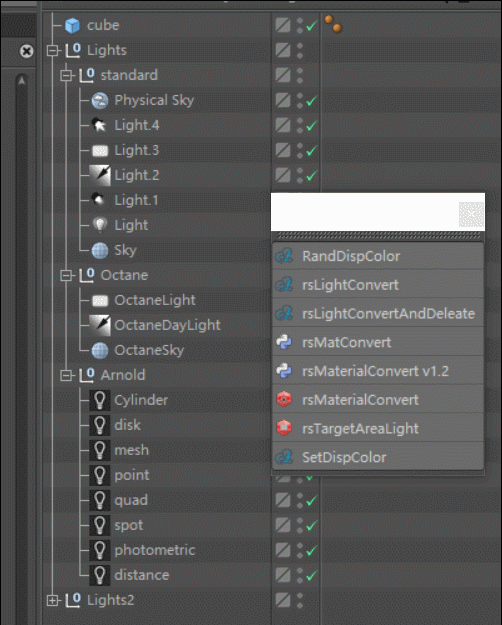 cube
Lights
standard
Physical Sky
Light.4
Light.3
Light.2
Light.1
Light
Sky
Octane
OctaneLight
OctaneDayLight
OctaneSky
Arnold
Cylinder
disk
mesh
point
quad
spot
photometric
distance
Lights2
RandDispColor
rsLightConvert
rsLightConvertAndDeleate
rsMatConvert
rsMaterialConvert v1.2
rsMaterialConvert
rsTargetAreaLight
SetDispColor